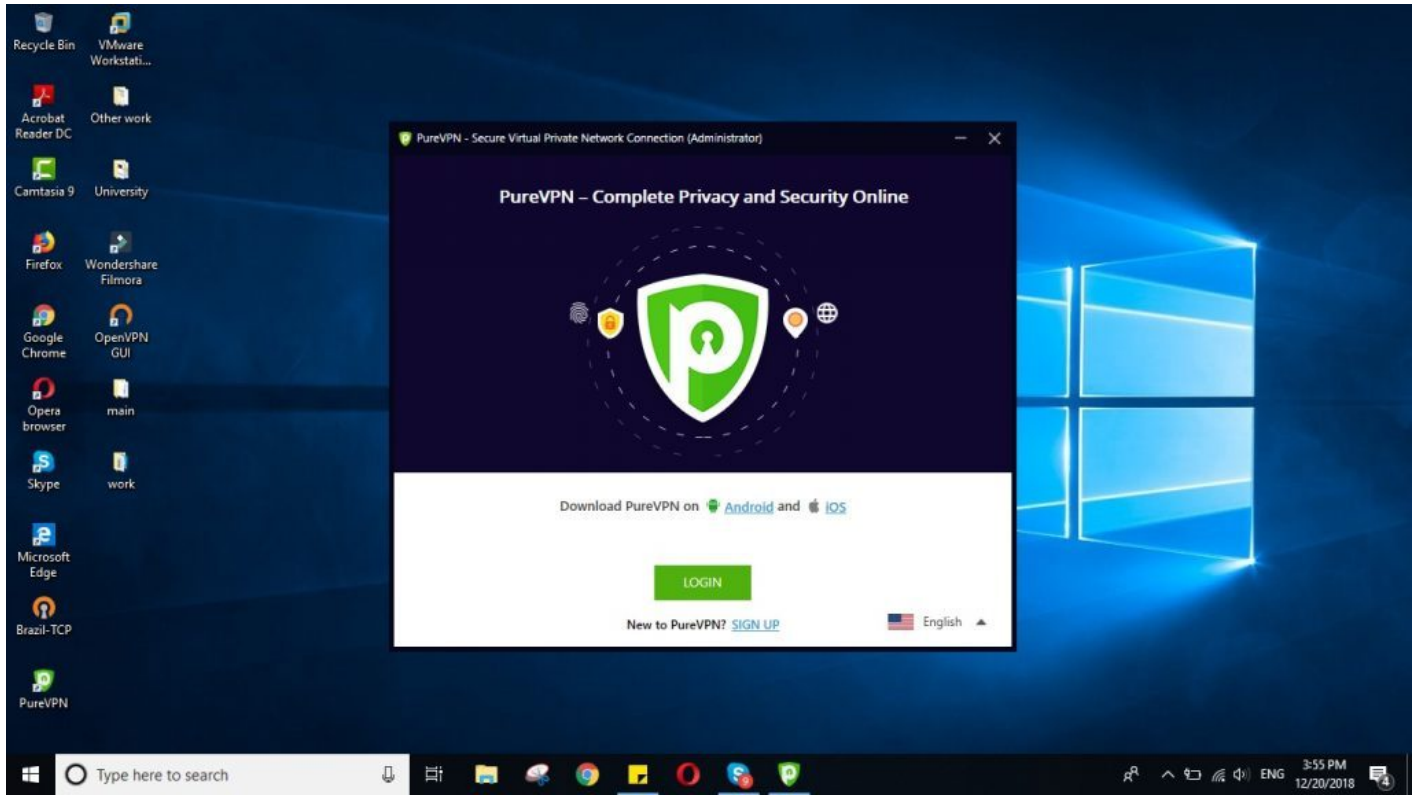 Recycle Bin
VMware
Workstati...
Acrobat
Reader DC
Other work
Camtasia 9
University
Firefox
Wondershare
Filmora
Google
Chrome
OpenVPN
GUI
Opera
browser
main
Skype
work
Microsoft
Edge
Brazil-TCP
PureVPN
PureVPN - Secure Virtual Private Network Connection (Administrator)
PureVPN – Complete Privacy and Security Online
Download PureVPN on Android and iOS
LOGIN
New to PureVPN? SIGN UP
English
Type here to search
9
ENG
3:55 PM
12/20/2018
4